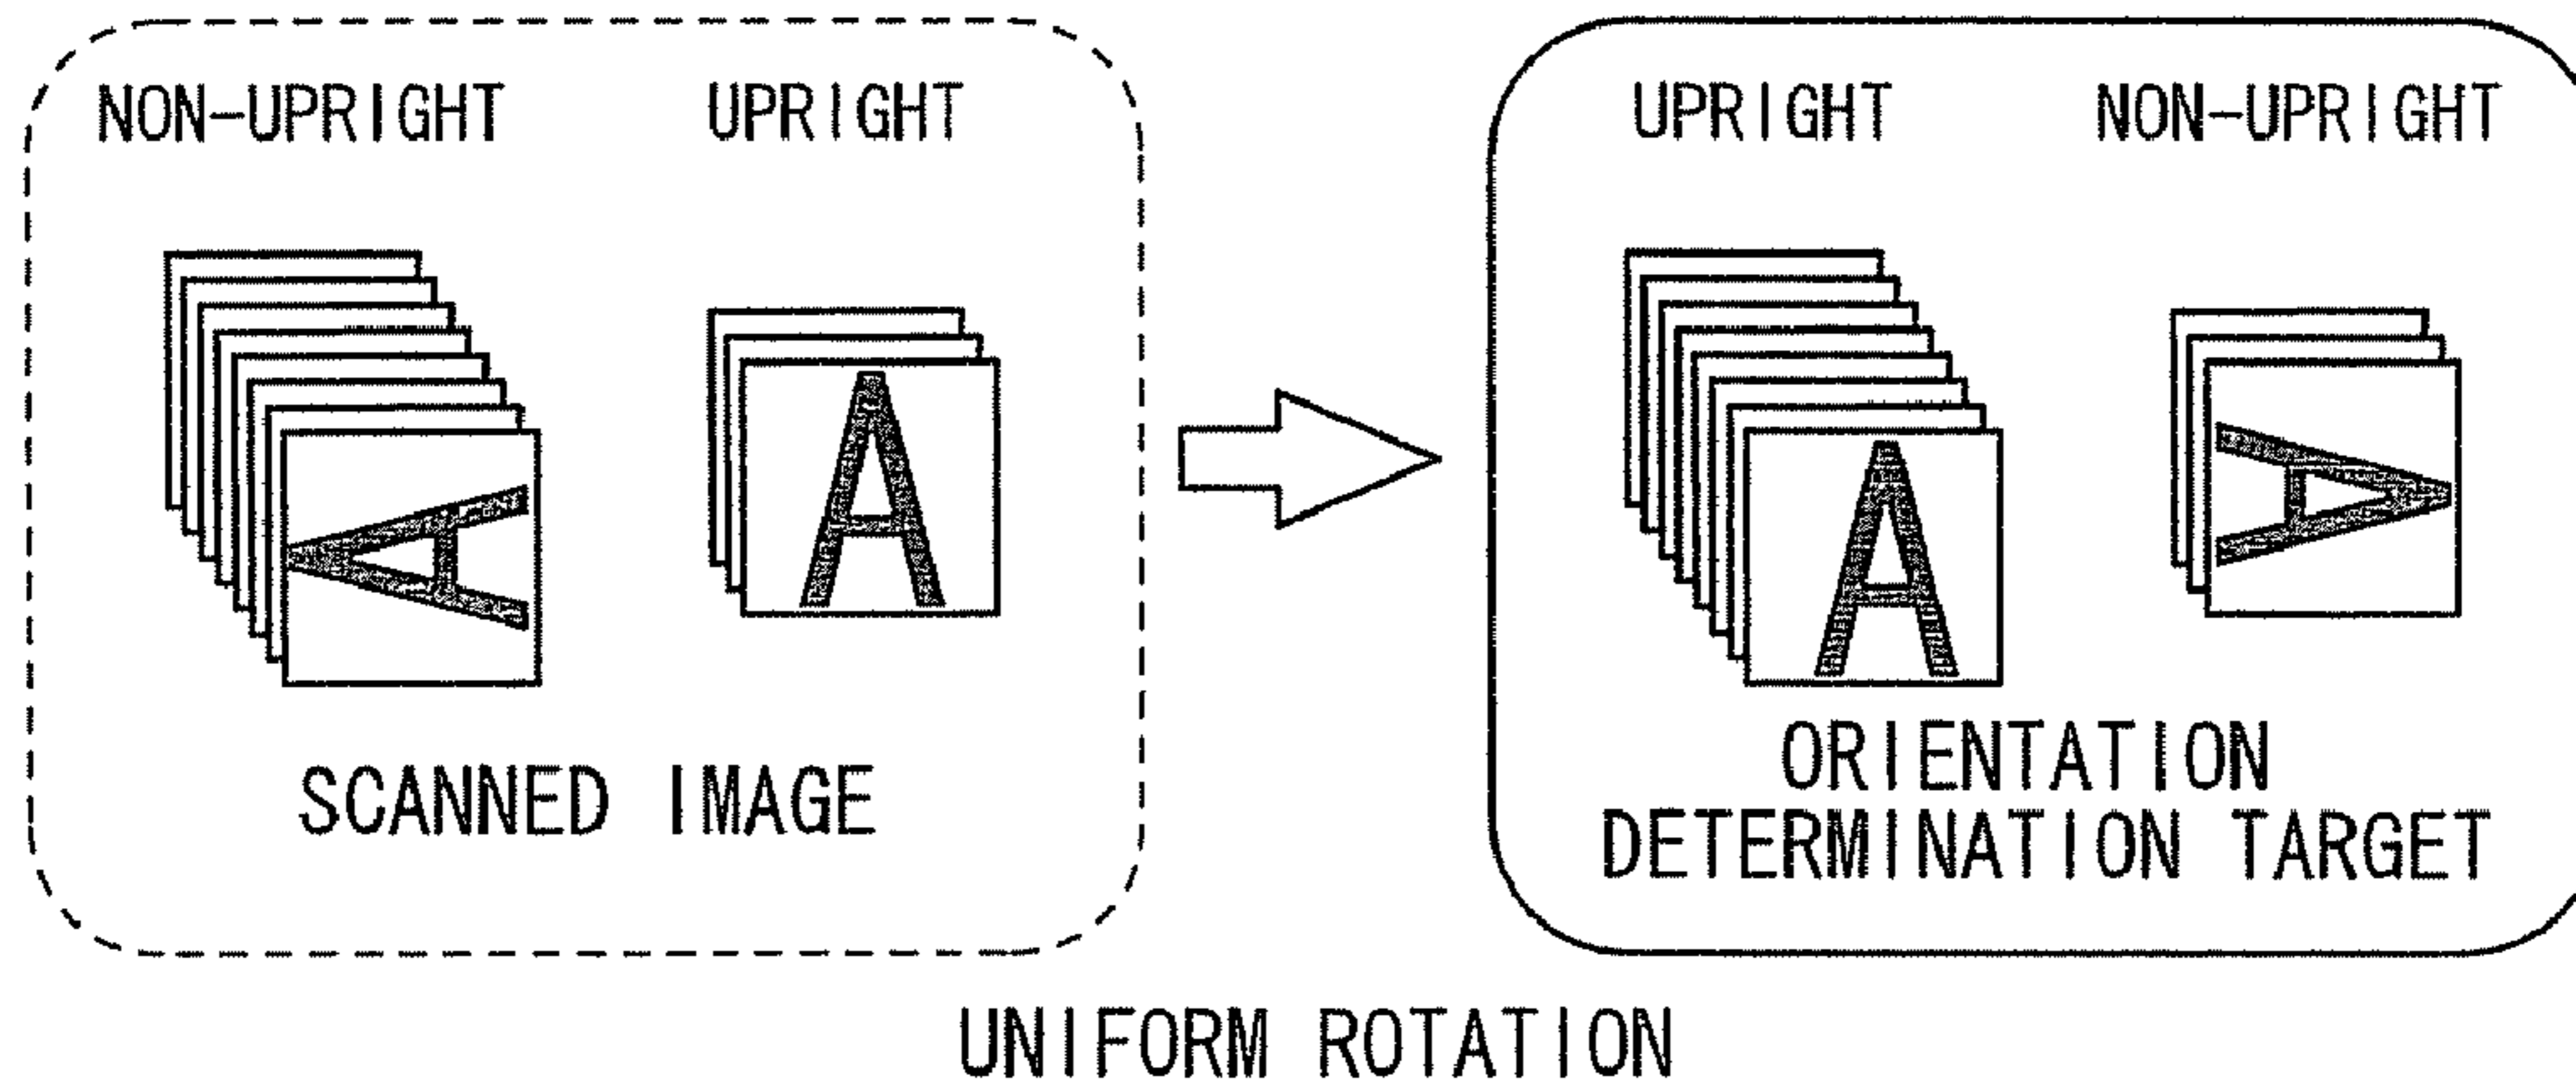 NON-UPRIGHT UPRIGHT
A A
SCANNED IMAGE
UPRIGHT NON-UPRIGHT
A A
ORIENTATION
DETERMINATION TARGET
UNIFORM ROTATION